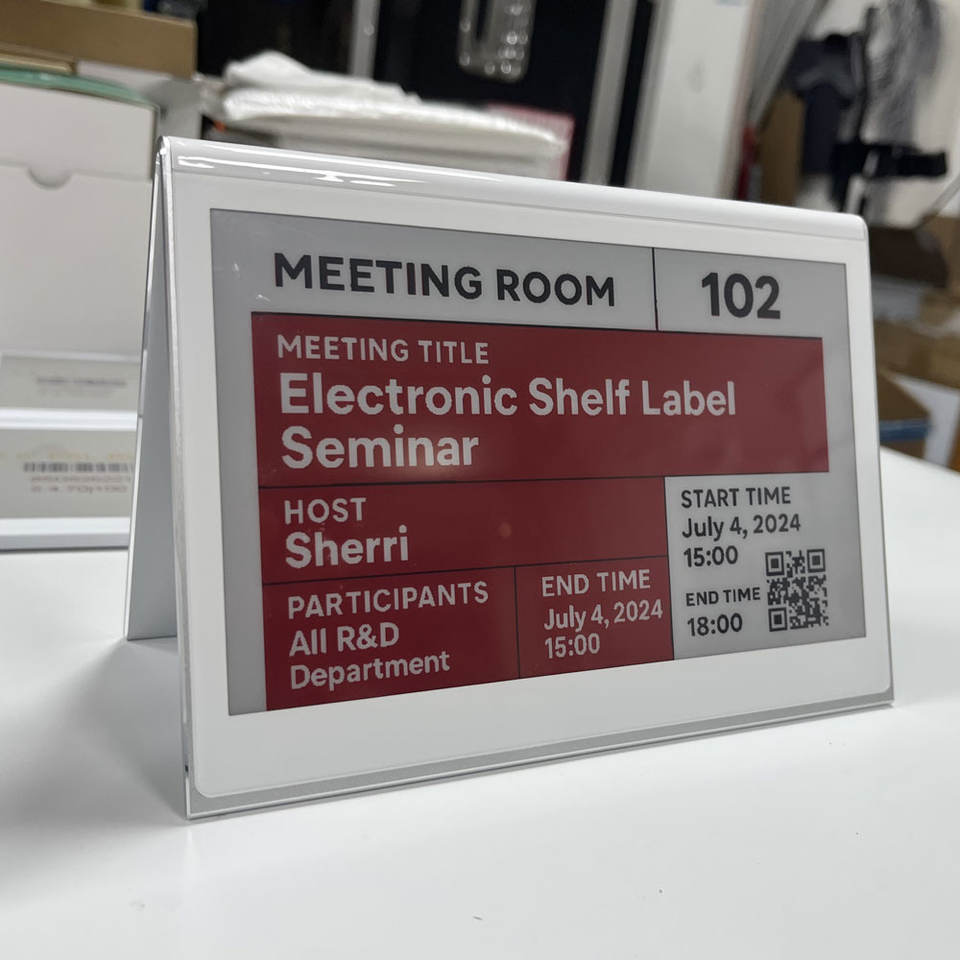 MEETING ROOM
102
MEETING TITLE
Electronic Shelf Label
Seminar
HOST
Sherri
PARTICIPANTS
All R&D
Department
END TIME
July 4, 2024
15:00
START TIME
July 4, 2024
15:00
END TIME
18:00